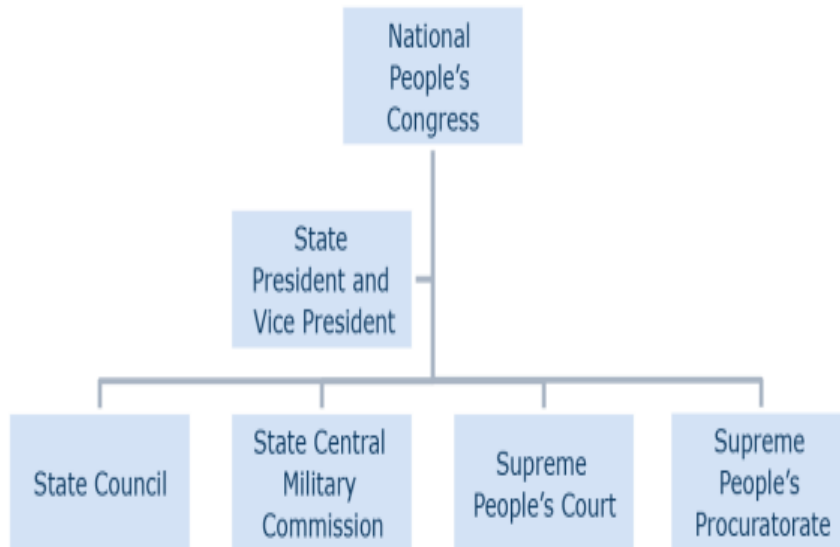 National
People's
Congress
State
President and
Vice President
State Council
State Central
Military
Commission
Supreme
People's Court
Supreme
People's
Procuratorate